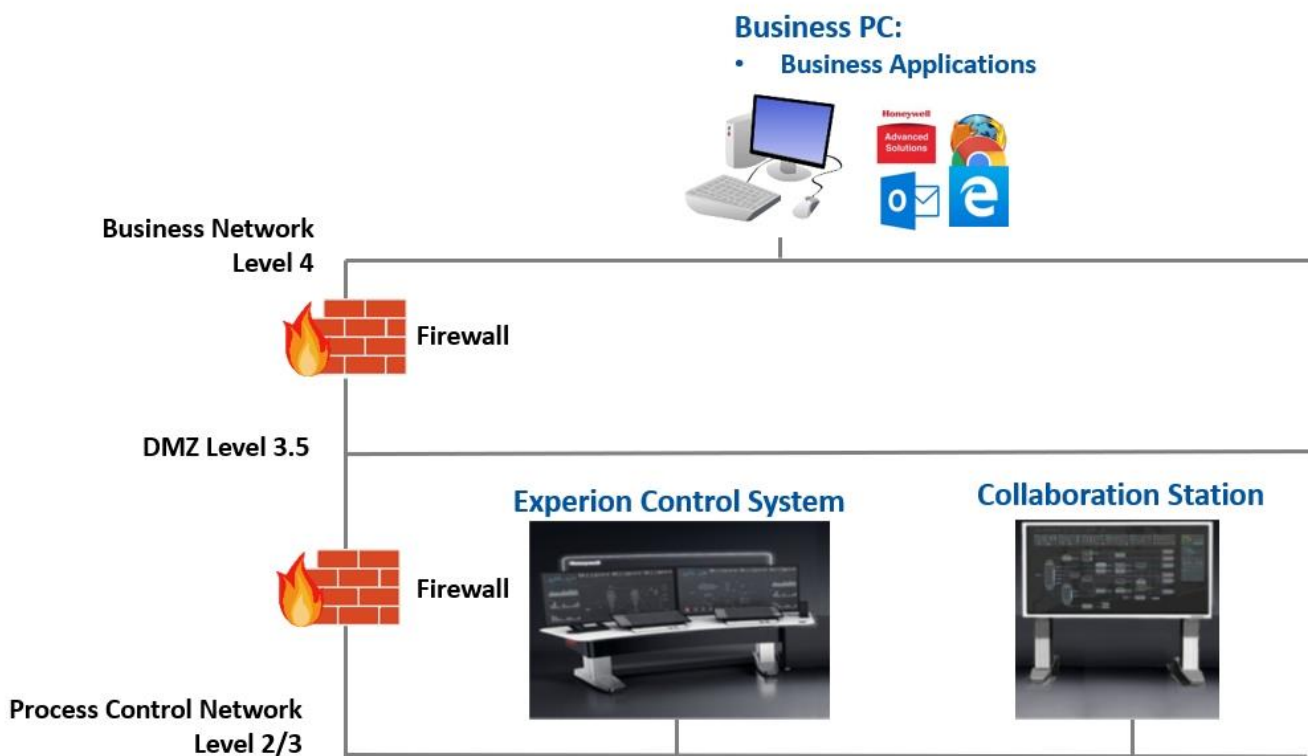 Business PC:
• Business Applications
Honeywell
Advanced
Solutions
Business Network
Level 4
Firewall
DMZ Level 3.5
Experion Control System
Collaboration Station
Honeywell
Firewall
Process Control Network
Level 2/3